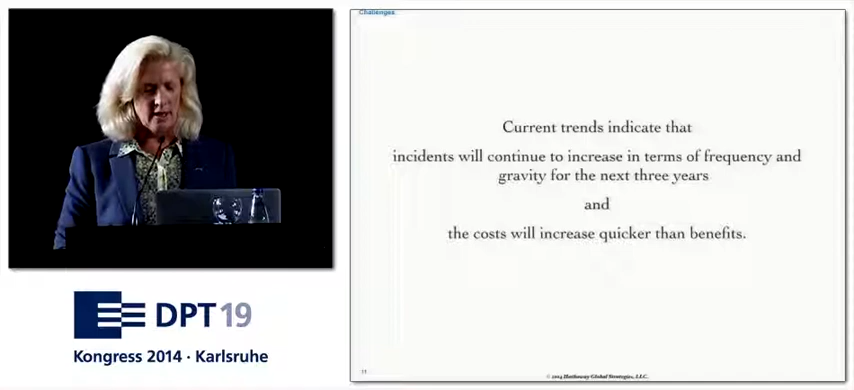 Challenges
Current trends indicate that
incidents will continue to increase in terms of frequency and
gravity for the next three years
and
the costs will increase quicker than benefits.
11
© 2014 Hathaway Global Strategies, LLC.
DPT 19
Kongress 2014 · Karlsruhe